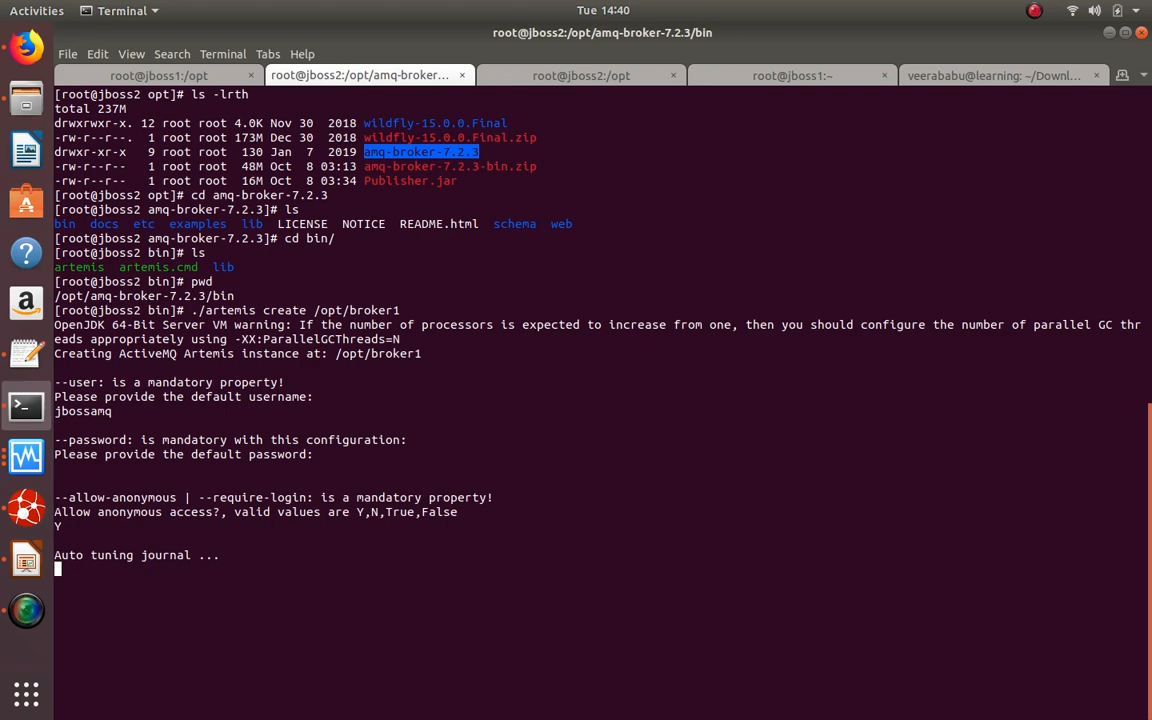 Activities Terminal Tue 14:40
root@jboss2:/opt/amq-broker-7.2.3/bin
File Edit View Search Terminal Tabs Help
root@jboss1:/opt × root@jboss2:/opt/amq-broker... × root@jboss2:/opt × root@jboss1:~ × veerababu@learning: ~/Downl... ×
[root@jboss2 opt]# ls -lrth
total 237M
drwxrwxr-x. 12 root root 4.0K Nov 30  2018 wildfly-15.0.0.Final
-rw-rw-r--.  1 root root 173M Dec 30  2018 wildfly-15.0.0.Final.zip
drwxr-xr-x   9 root root  130 Jan  7  2019 amq-broker-7.2.3
-rw-r--r--   1 root root  48M Oct  8 03:13 amq-broker-7.2.3-bin.zip
-rw-r--r--   1 root root  16M Oct  8 03:34 Publisher.jar
[root@jboss2 opt]# cd amq-broker-7.2.3
[root@jboss2 amq-broker-7.2.3]# ls
bin  docs  etc  examples  lib  LICENSE  NOTICE  README.html  schema  web
[root@jboss2 amq-broker-7.2.3]# cd bin/
[root@jboss2 bin]# ls
artemis  artemis.cmd  lib
[root@jboss2 bin]# pwd
/opt/amq-broker-7.2.3/bin
[root@jboss2 bin]# ./artemis create /opt/broker1
OpenJDK 64-Bit Server VM warning: If the number of processors is expected to increase from one, then you should configure the number of parallel GC thr
eads appropriately using -XX:ParallelGCThreads=N
Creating ActiveMQ Artemis instance at: /opt/broker1
--user: is a mandatory property!
Please provide the default username:
jbossamq
--password: is mandatory with this configuration:
Please provide the default password:
--allow-anonymous | --require-login: is a mandatory property!
Allow anonymous access?, valid values are Y,N,True,False
Y
Auto tuning journal ...